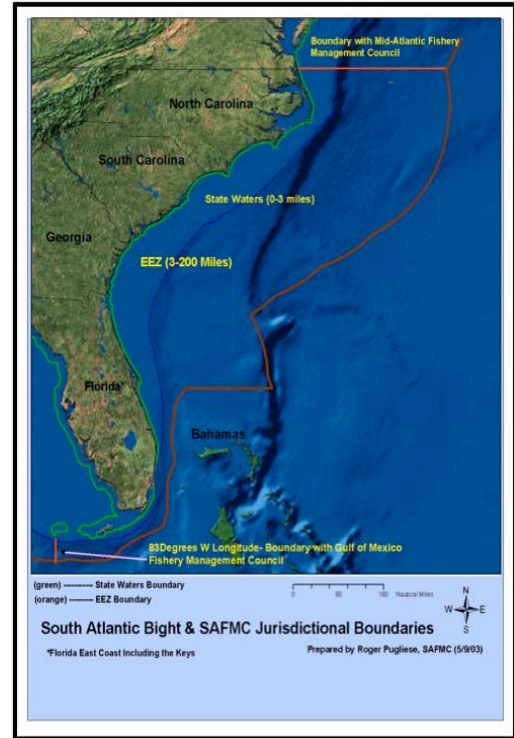 Boundary with Mid-Atlantic Fishery
Management Council
North Carolina
South Carolina
State Waters (0-3 miles)
Georgia
EEZ (3-200 Miles)
Florida*
Bahamas
83Degrees W Longitude- Boundary with Gulf of Mexico
Fishery Management Council
(green) ---------- State Waters Boundary
(orange) ---------- EEZ Boundary
0 80 160 Nautical Miles
N
W E
S
South Atlantic Bight & SAFMC Jurisdictional Boundaries
*Florida East Coast Including the Keys
Prepared by Roger Pugliese, SAFMC (5/9/03)